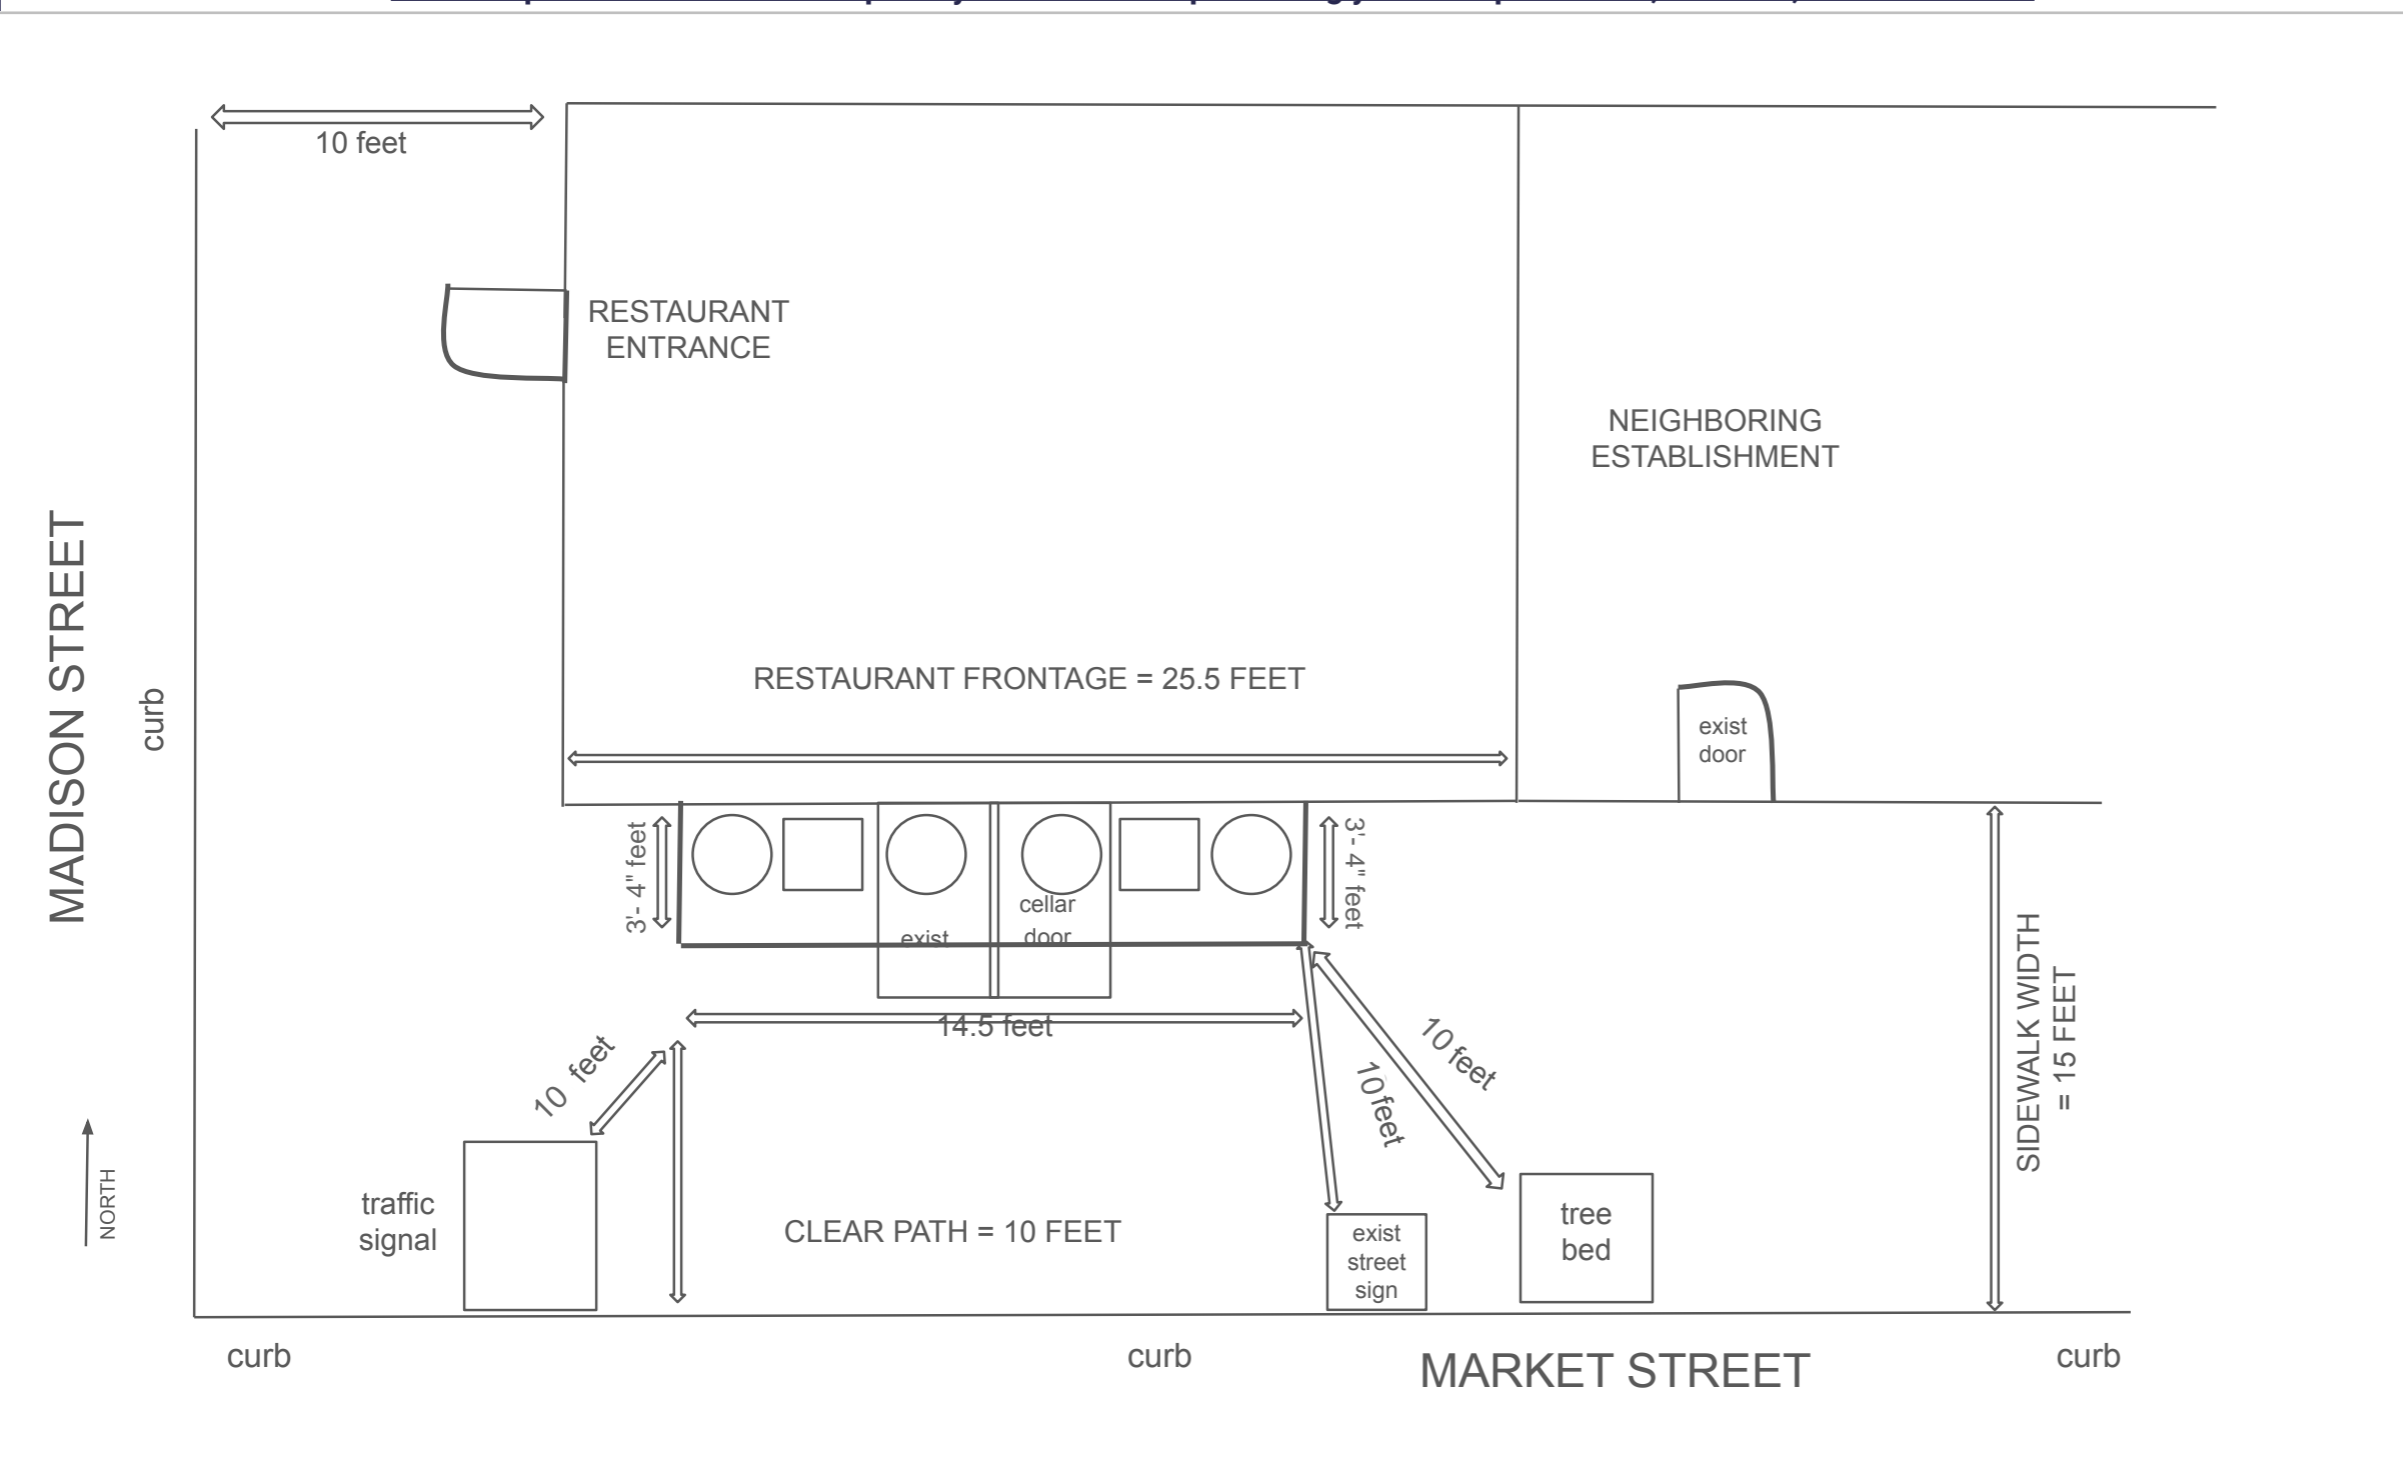 10 feet
RESTAURANT
ENTRANCE
NEIGHBORING
ESTABLISHMENT
MADISON STREET
curb
RESTAURANT FRONTAGE = 25.5 FEET
exist
door
3'- 4" feet
3'- 4" feet
cellar
exist
door
14.5 feet
10 feet
10 feet
10 feet
SIDEWALK WIDTH
= 15 FEET
NORTH
traffic
signal
CLEAR PATH = 10 FEET
exist
street
sign
tree
bed
curb
curb
MARKET STREET
curb